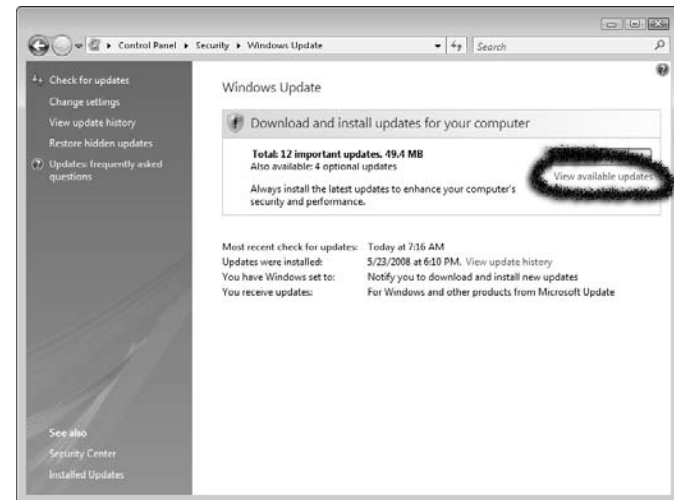 Control Panel ▸ Security ▸ Windows Update
Search
Check for updates
Change settings
View update history
Restore hidden updates
Updates: frequently asked
questions
See also
Security Center
Installed Updates
Windows Update
Download and install updates for your computer
Total: 12 important updates, 49.4 MB
Also available: 4 optional
updates
View available updates
Always install the latest updates to enhance your computer's
security and performance.
Most recent check for updates: Today at 7:16 AM
Updates were installed: 5/23/2008 at 6:10 PM. View update history
You have Windows set to: Notify you to download and install new updates
You receive updates: For Windows and other products from Microsoft Update